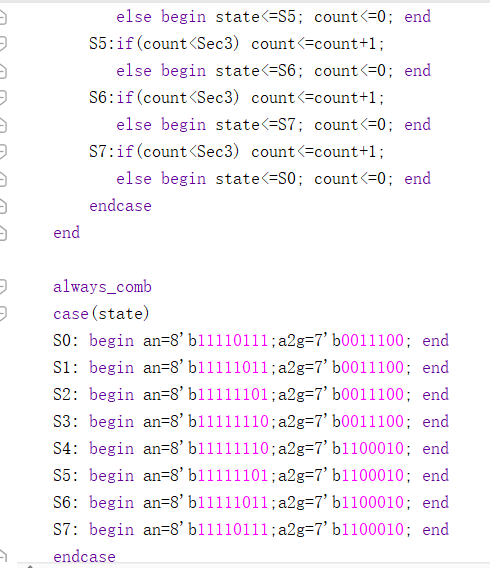 else begin state<=S5; count<=0; end
S5:if(count<Sec3) count<=count+1;
else begin state<=S6; count<=0; end
S6:if(count<Sec3) count<=count+1;
else begin state<=S7; count<=0; end
S7:if(count<Sec3) count<=count+1;
else begin state<=S0; count<=0; end
endcase
end
always_comb
case(state)
S0: begin an=8'b11110111;a2g=7'b0011100; end
S1: begin an=8'b11111011;a2g=7'b0011100; end
S2: begin an=8'b11111101;a2g=7'b0011100; end
S3: begin an=8'b11111110;a2g=7'b0011100; end
S4: begin an=8'b11111110;a2g=7'b1100010; end
S5: begin an=8'b11111101;a2g=7'b1100010; end
S6: begin an=8'b11111011;a2g=7'b1100010; end
S7: begin an=8'b11110111;a2g=7'b1100010; end
endcase